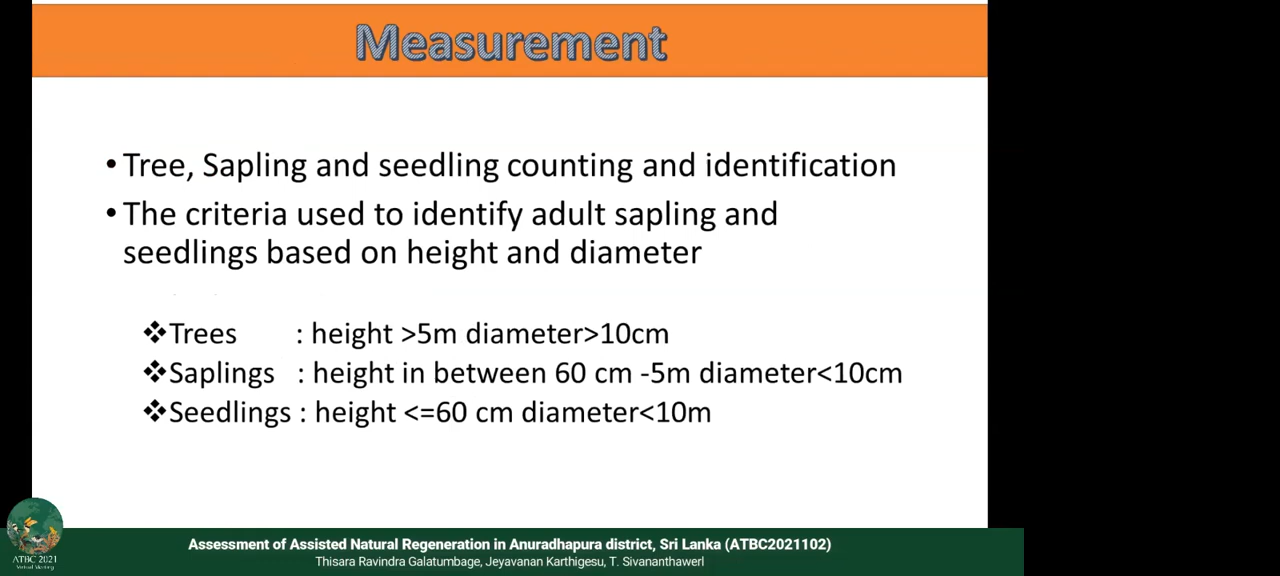 Measurement
• Tree, Sapling and seedling counting and identification
• The criteria used to identify adult sapling and
seedlings based on height and diameter
❖Trees : height >5m diameter>10cm
❖Saplings : height in between 60 cm -5m diameter<10cm
❖Seedlings : height <=60 cm diameter<10m
ATBC 2021
Virtual Meeting
Assessment of Assisted Natural Regeneration in Anuradhapura district, Sri Lanka (ATBC2021102)
Thisara Ravindra Galatumbage, Jeyavanan Karthigesu, T. Sivananthawerl